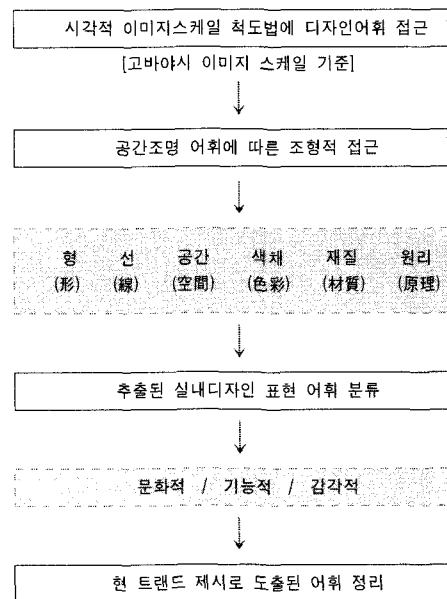 시각적 이미지스케일 척도법에 디자인어휘 접근
[고바야시 이미지 스케일 기준]
공간조명 어휘에 따른 조형적 접근
형 선 공간 색채 재질 원리
(形) (線) (空間) (色彩) (材質) (原理)
추출된 실내디자인 표현 어휘 분류
문화적 / 기능적 / 감각적
현 트랜드 제시로 도출된 어휘 정리